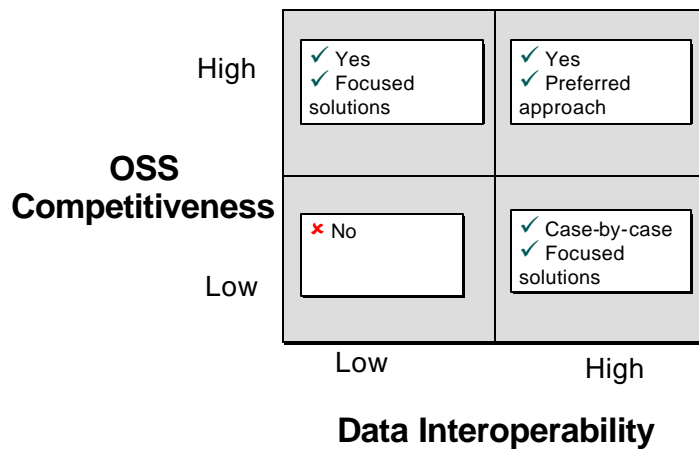 High
✓ Yes
✓ Focused
solutions
✓ Yes
✓ Preferred
approach
OSS
Competitiveness
Low
✘ No
✓ Case-by-case
✓ Focused
solutions
Low
High
Data Interoperability